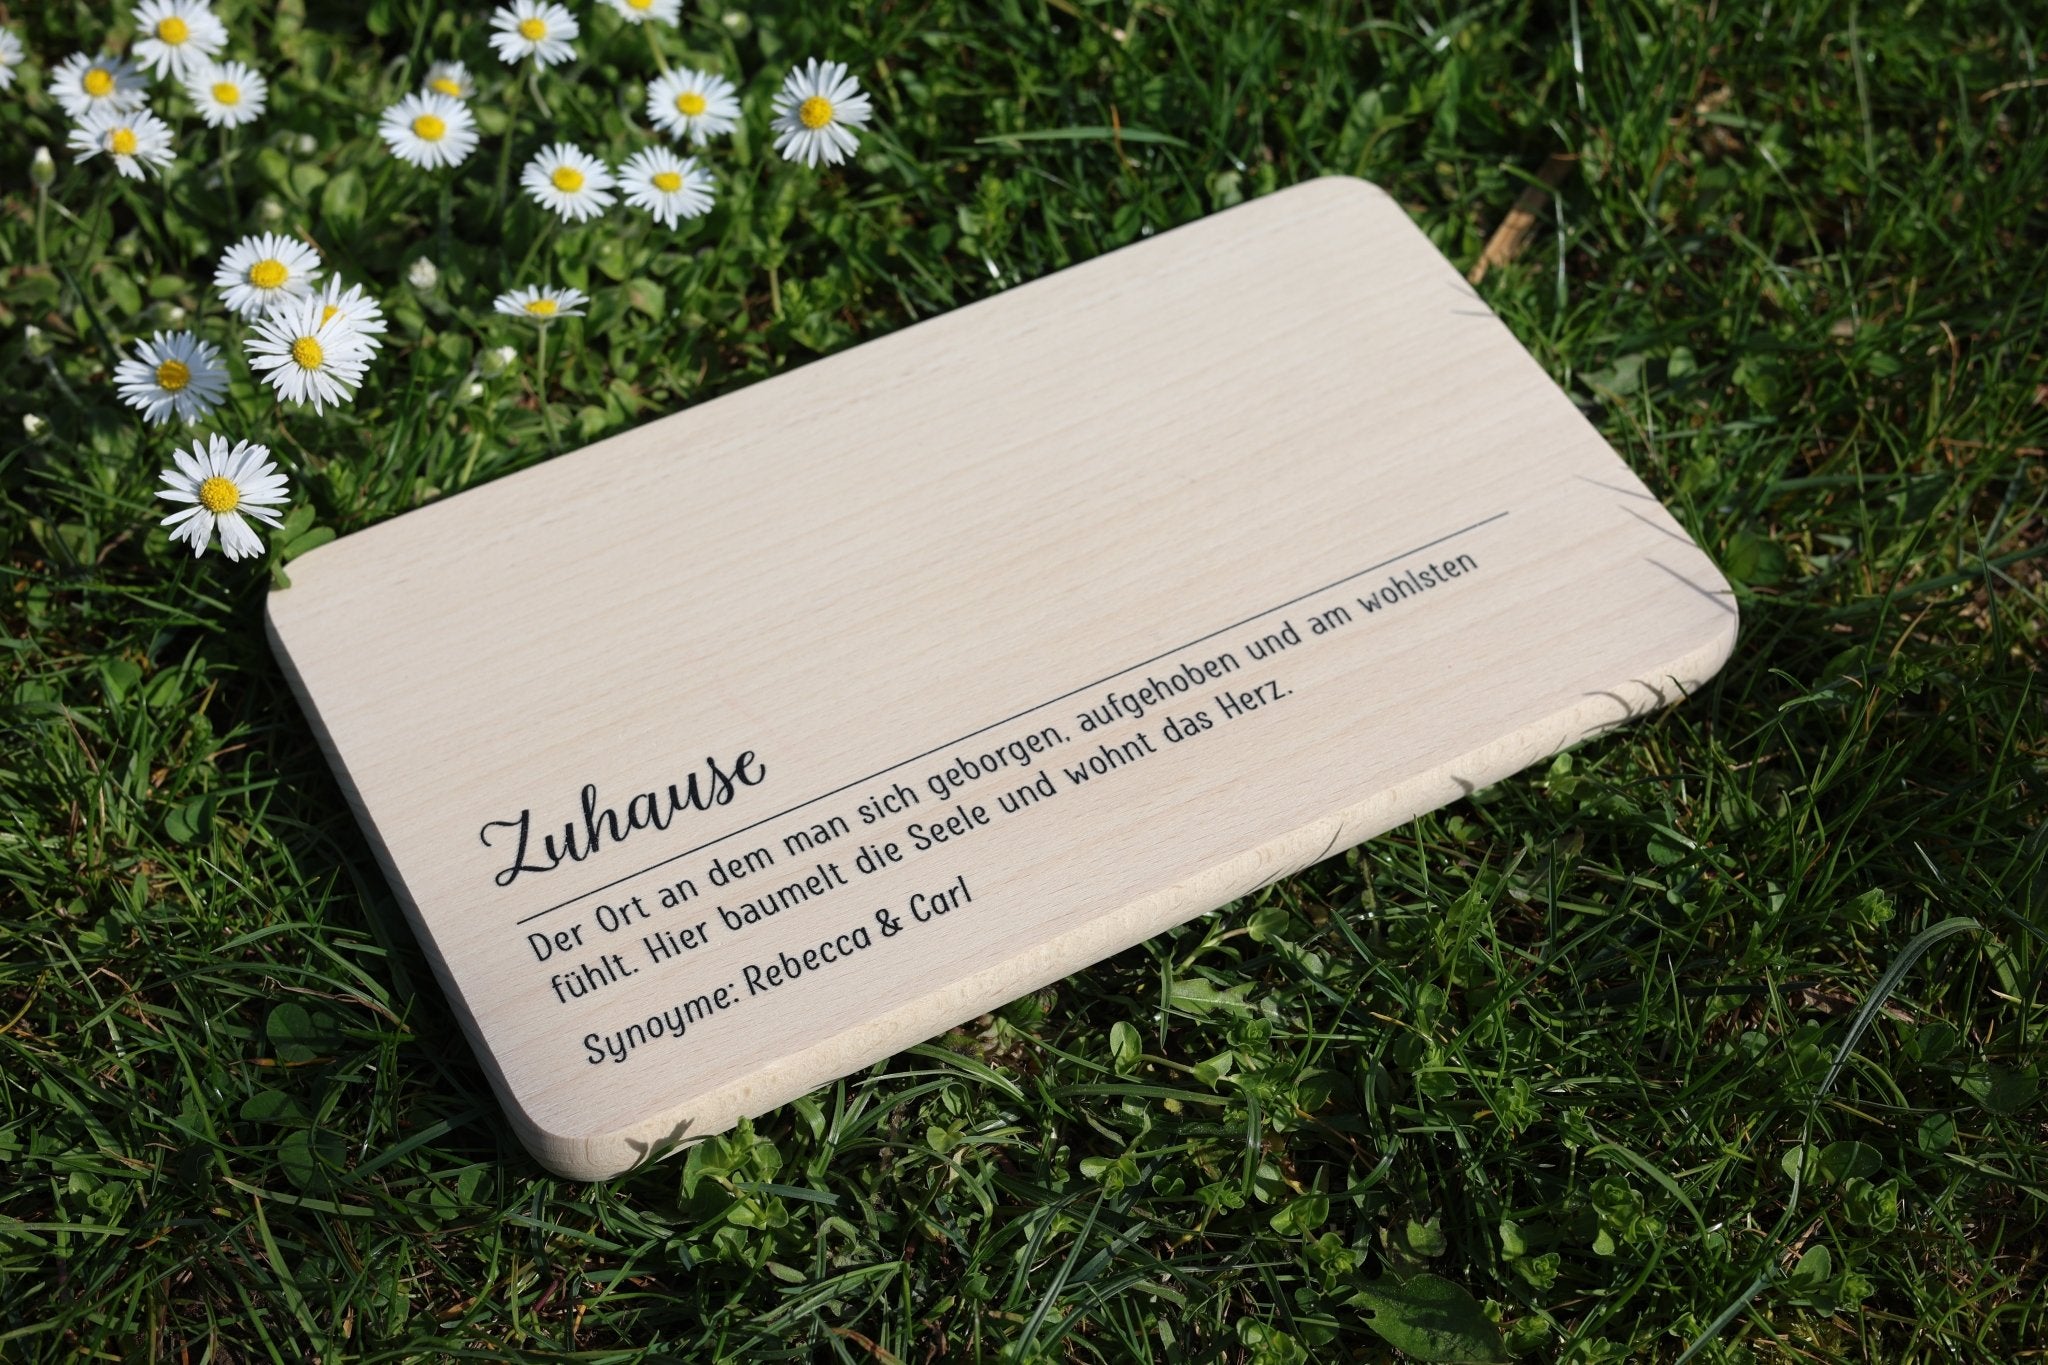 Zuhause
Der Ort an dem man sich geborgen, aufgehoben und am wohlsten
fühlt. Hier baumelt die Seele und wohnt das Herz.
Synoyme: Rebecca & Carl